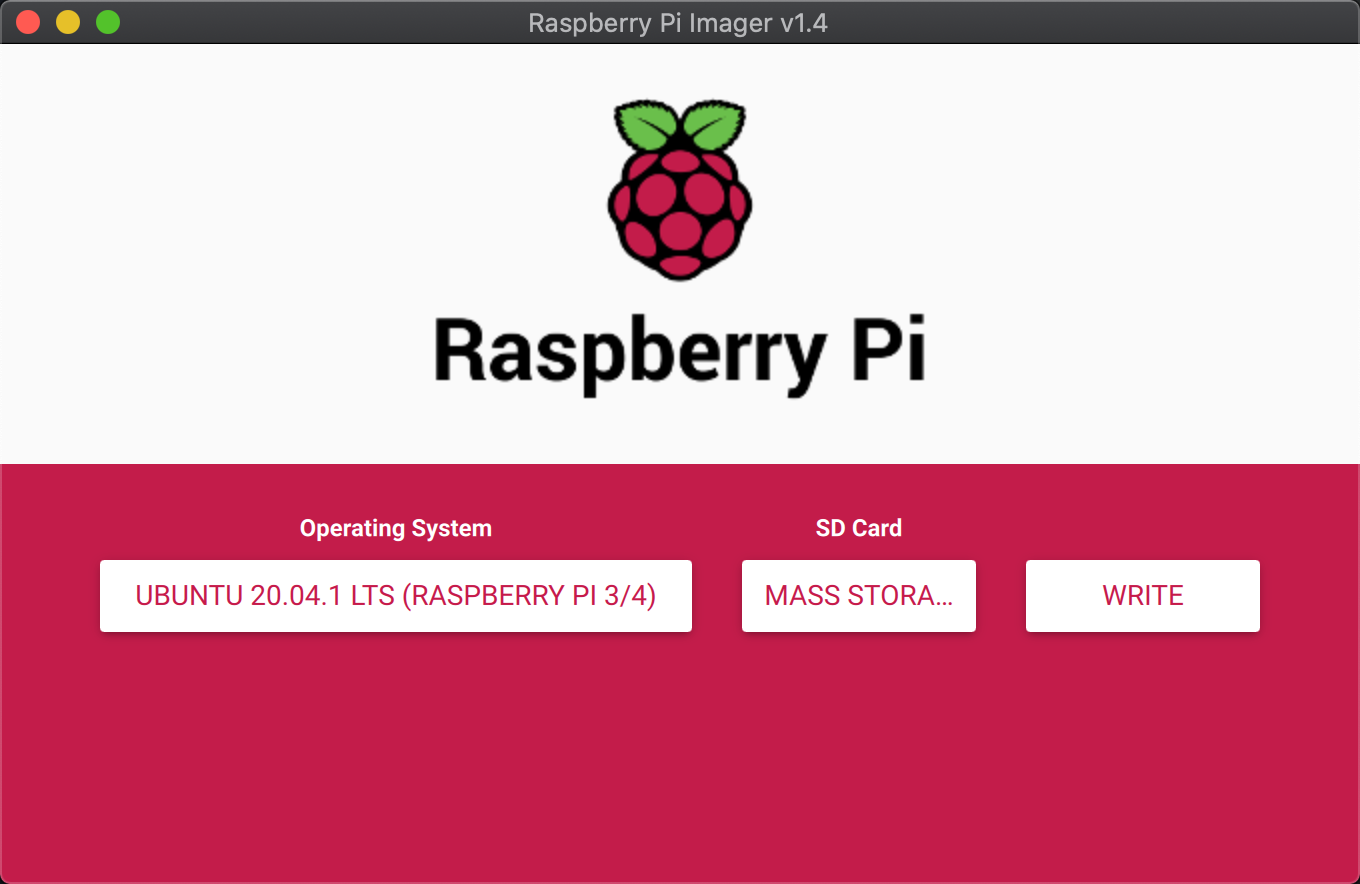 Raspberry Pi Imager v1.4
Raspberry Pi
Operating System
SD Card
UBUNTU 20.04.1 LTS (RASPBERRY PI 3/4)
MASS STORA...
WRITE